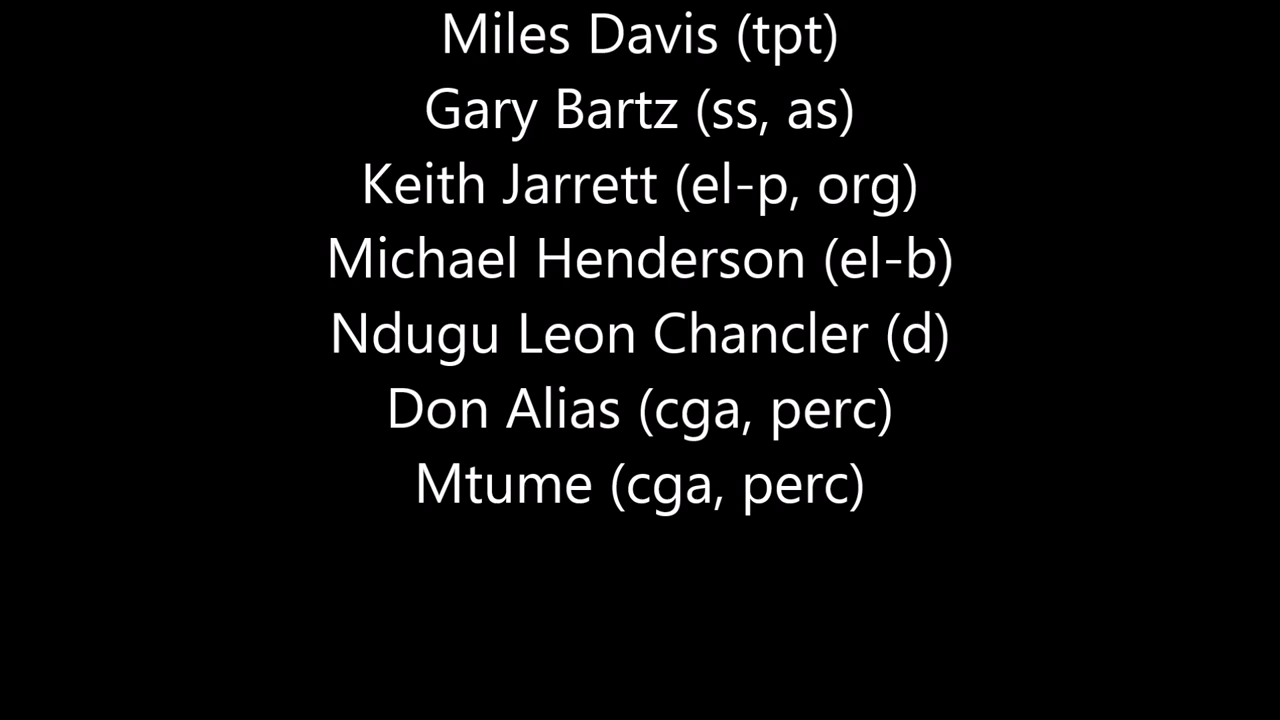 Miles Davis (tpt)
Gary Bartz (ss, as)
Keith Jarrett (el-p, org)
Michael Henderson (el-b)
Ndugu Leon Chancler (d)
Don Alias (cga, perc)
Mtume (cga, perc)